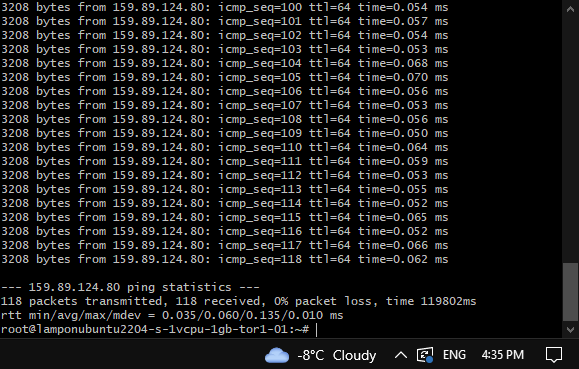 3208 bytes from 159.89.124.80: icmp_seq=100 ttl=64 time=0.054 ms
3208 bytes from 159.89.124.80: icmp_seq=101 ttl=64 time=0.057 ms
3208 bytes from 159.89.124.80: icmp_seq=102 ttl=64 time=0.054 ms
3208 bytes from 159.89.124.80: icmp_seq=103 ttl=64 time=0.053 ms
3208 bytes from 159.89.124.80: icmp_seq=104 ttl=64 time=0.068 ms
3208 bytes from 159.89.124.80: icmp_seq=105 ttl=64 time=0.070 ms
3208 bytes from 159.89.124.80: icmp_seq=106 ttl=64 time=0.056 ms
3208 bytes from 159.89.124.80: icmp_seq=107 ttl=64 time=0.053 ms
3208 bytes from 159.89.124.80: icmp_seq=108 ttl=64 time=0.056 ms
3208 bytes from 159.89.124.80: icmp_seq=109 ttl=64 time=0.050 ms
3208 bytes from 159.89.124.80: icmp_seq=110 ttl=64 time=0.064 ms
3208 bytes from 159.89.124.80: icmp_seq=111 ttl=64 time=0.059 ms
3208 bytes from 159.89.124.80: icmp_seq=112 ttl=64 time=0.053 ms
3208 bytes from 159.89.124.80: icmp_seq=113 ttl=64 time=0.055 ms
3208 bytes from 159.89.124.80: icmp_seq=114 ttl=64 time=0.052 ms
3208 bytes from 159.89.124.80: icmp_seq=115 ttl=64 time=0.065 ms
3208 bytes from 159.89.124.80: icmp_seq=116 ttl=64 time=0.052 ms
3208 bytes from 159.89.124.80: icmp_seq=117 ttl=64 time=0.066 ms
3208 bytes from 159.89.124.80: icmp_seq=118 ttl=64 time=0.062 ms
--- 159.89.124.80 ping statistics ---
118 packets transmitted, 118 received, 0% packet loss, time 119802ms
rtt min/avg/max/mdev = 0.035/0.060/0.135/0.010 ms
root@lamponubuntu2204-s-1vcpu-1gb-tor1-01:~#
-8°C Cloudy ENG 4:35 PM